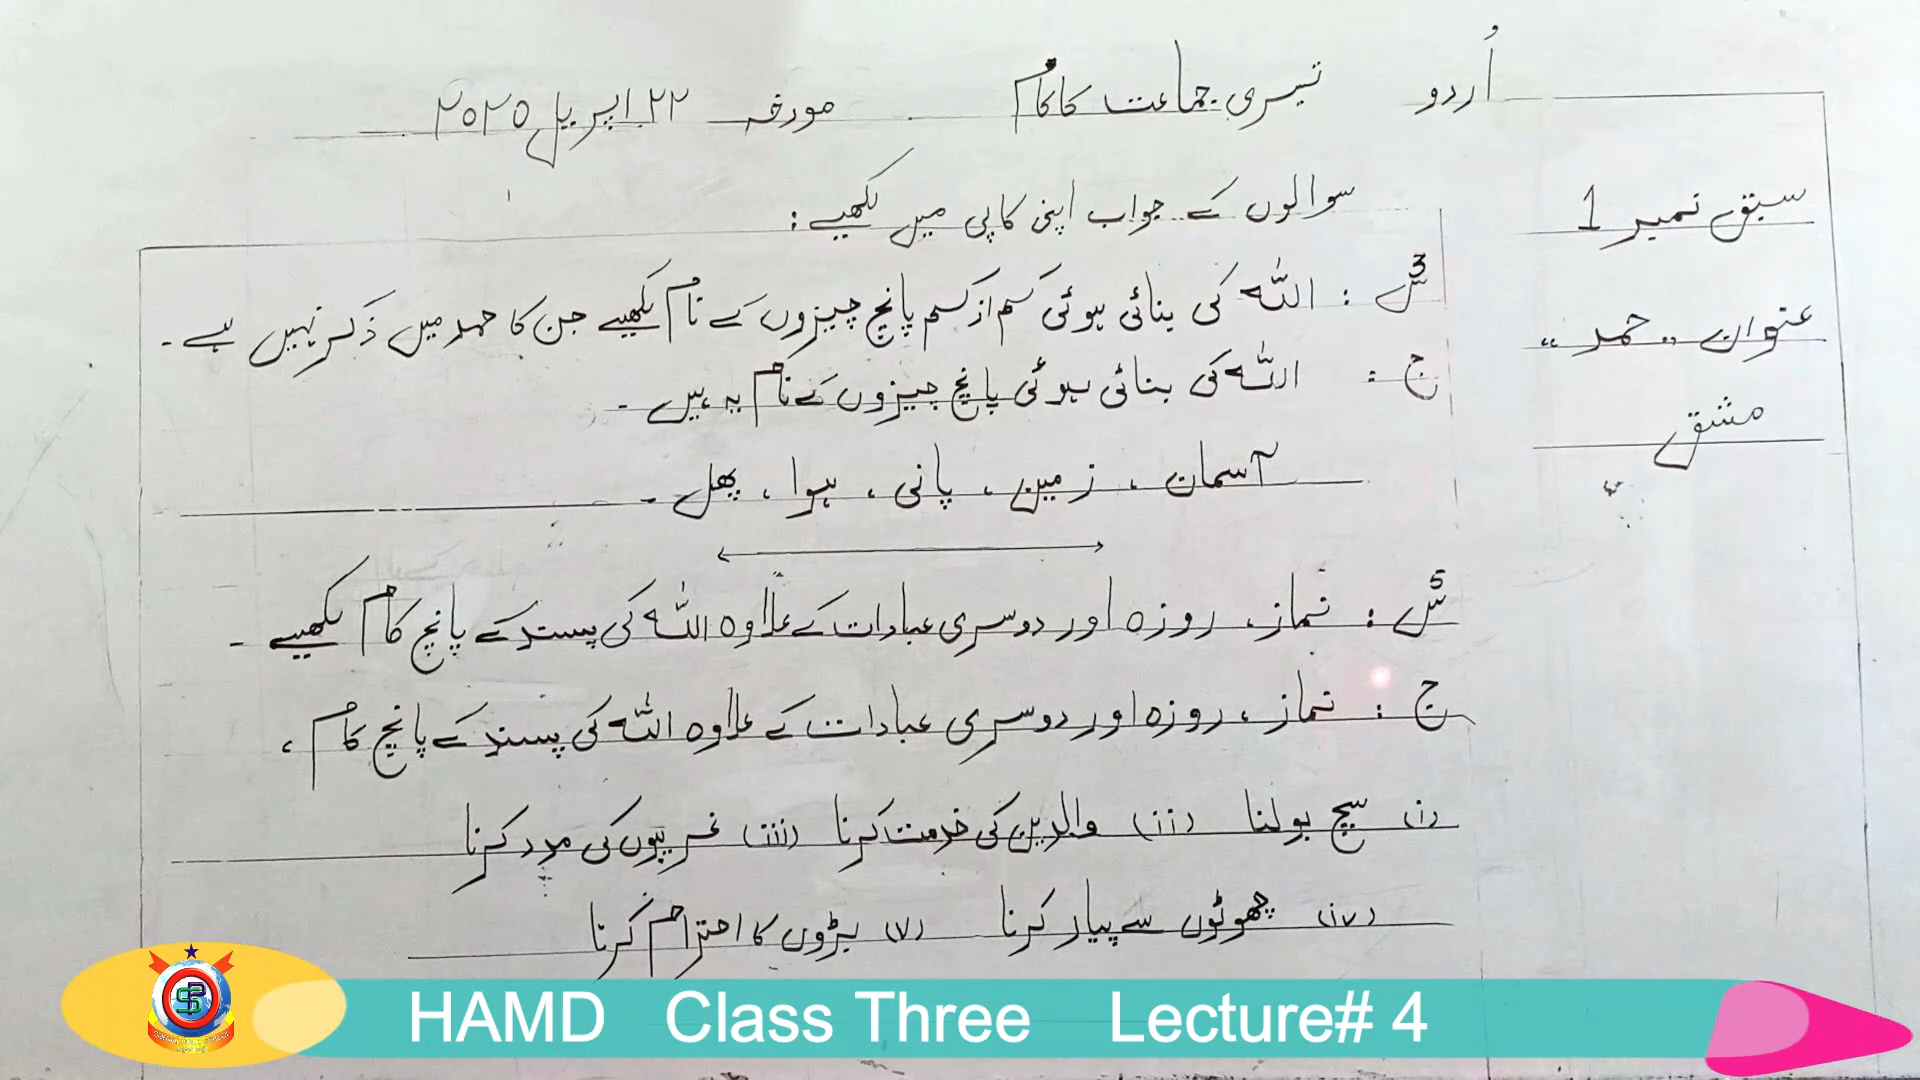 اُردو تیسری جماعت کا کام مورخہ ۲۲ اپریل ۲۰۲۵
سبق نمبر 1
عنوان ,, حمد ,,
مشق
سوالوں کے جواب اپنی کاپی میں لکھیے:
س3: اللہ کی بنائی ہوئی کم از کم پانچ چیزوں کے نام لکھیے جن کا حمد میں ذکر نہیں ہے۔
ج: اللہ کی بنائی ہوئی پانچ چیزوں کے نام یہ ہیں۔
آسمان، زمین، پانی، ہوا، پھل۔
س5: نماز، روزہ اور دوسری عبادات کے علاوہ اللہ کی پسند کے پانچ کام لکھیے۔
ج: نماز، روزہ اور دوسری عبادات کے علاوہ اللہ کی پسند کے پانچ کام،
(i) سچ بولنا (ii) والدین کی خدمت کرنا (iii) غریبوں کی مدد کرنا
(iv) چھوٹوں سے پیار کرنا (v) بڑوں کا احترام کرنا
HAMD Class Three Lecture# 4